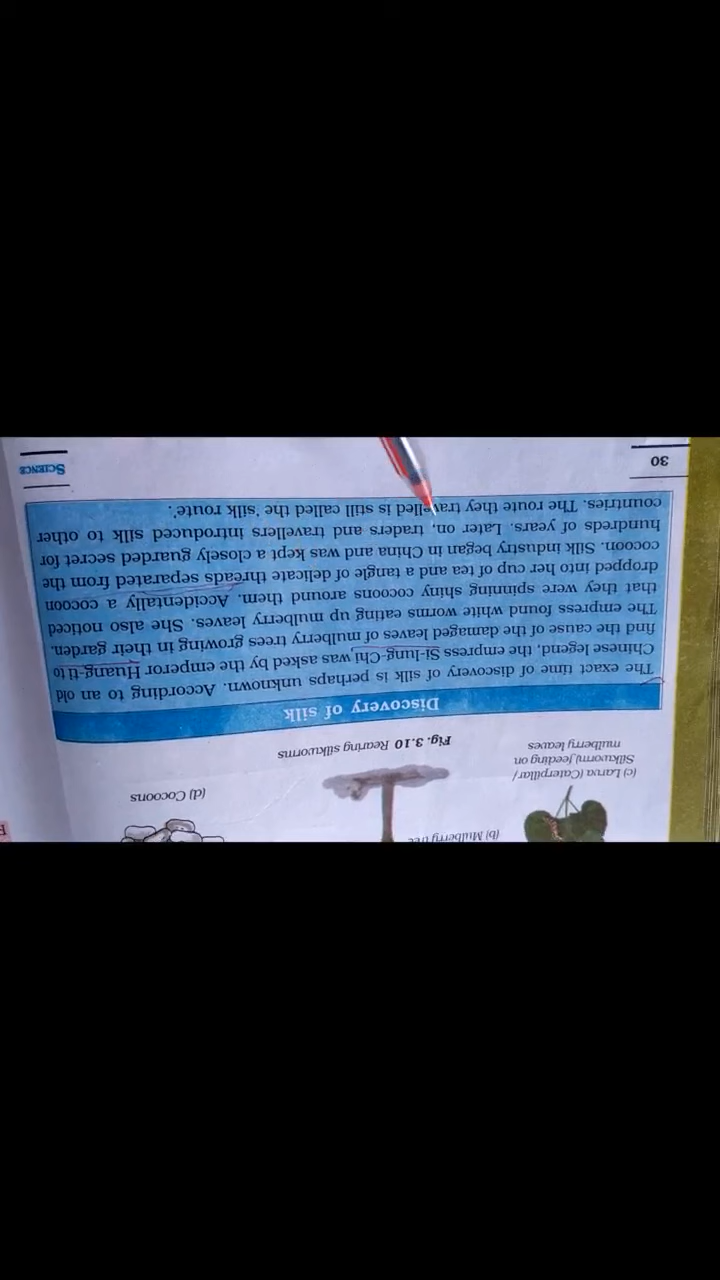 (b) Mulberry
(c) Larva (Caterpillar/
Silkworm) feeding on
mulberry leaves
(d) Cocoons
Fig. 3.10 Rearing silkworms
Discovery of silk
The exact time of discovery of silk is perhaps unknown. According to an old
Chinese legend, the empress Si-lung-Chi was asked by the emperor Huang-ti to
find the cause of the damaged leaves of mulberry trees growing in their garden.
The empress found white worms eating up mulberry leaves. She also noticed
that they were spinning shiny cocoons around them. Accidentally a cocoon
dropped into her cup of tea and a tangle of delicate threads separated from the
cocoon. Silk industry began in China and was kept a closely guarded secret for
hundreds of years. Later on, traders and travellers introduced silk to other
countries. The route they travelled is still called the 'silk route'.
30
SCIENCE